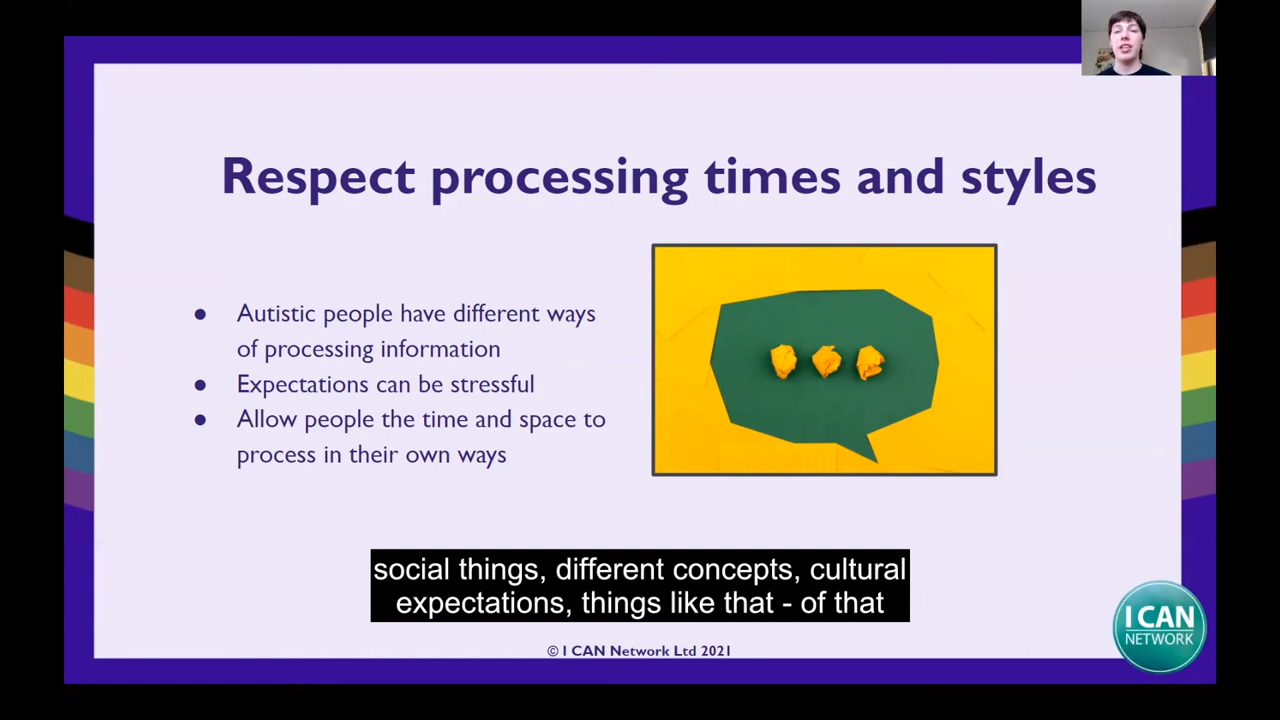 Respect processing times and styles
● Autistic people have different ways
of processing information
● Expectations can be stressful
● Allow people the time and space to
process in their own ways
social things, different concepts, cultural
expectations, things like that - of that
© I CAN Network Ltd 2021
I CAN
NETWORK